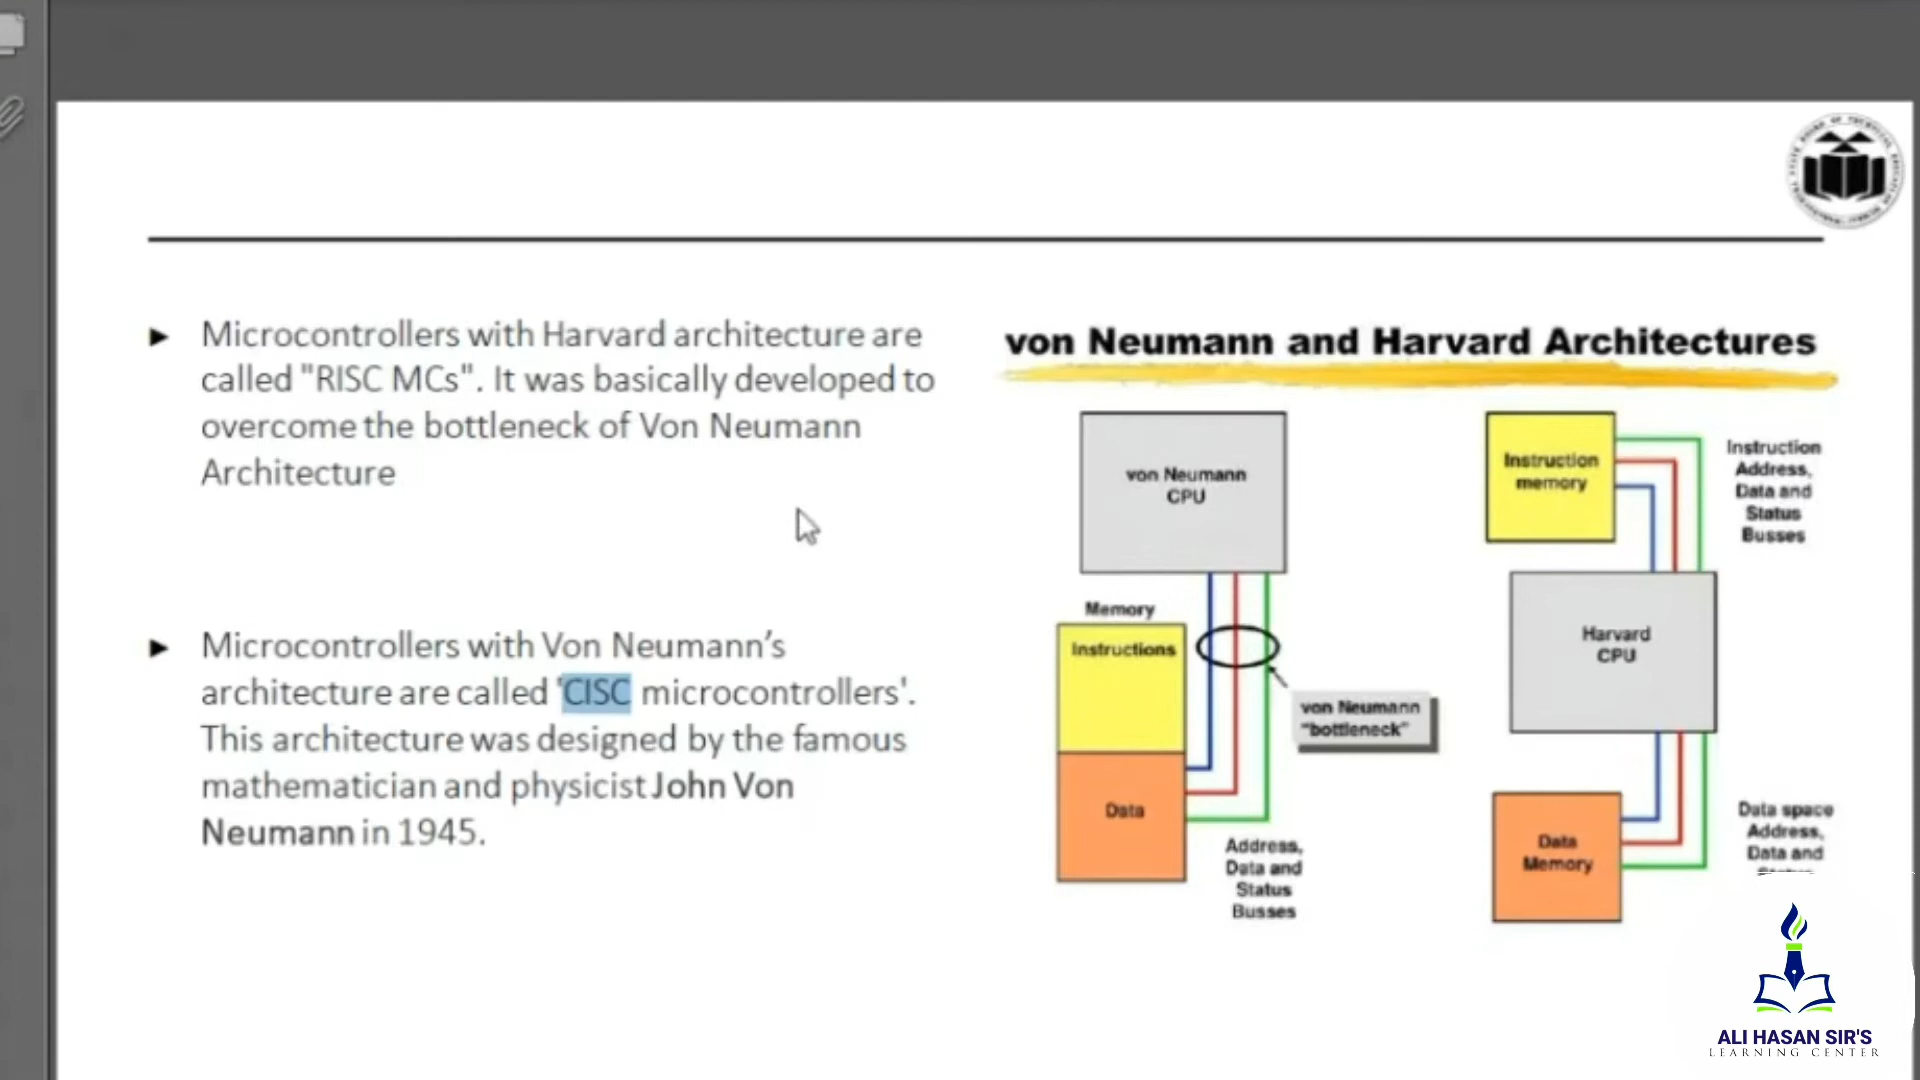 Microcontrollers with Harvard architecture are
called "RISC MCs". It was basically developed to
overcome the bottleneck of Von Neumann
Architecture
Microcontrollers with Von Neumann’s
architecture are called 'CISC microcontrollers'.
This architecture was designed by the famous
mathematician and physicist John Von
Neumann in 1945.
von Neumann and Harvard Architectures
von Neumann
CPU
Memory
Instructions
Data
von Neumann
"bottleneck"
Address,
Data and
Status
Busses
Instruction
memory
Instruction
Address,
Data and
Status
Busses
Harvard
CPU
Data
Memory
Data space
Address,
Data and
ALI HASAN SIR'S
LEARNING CENTER